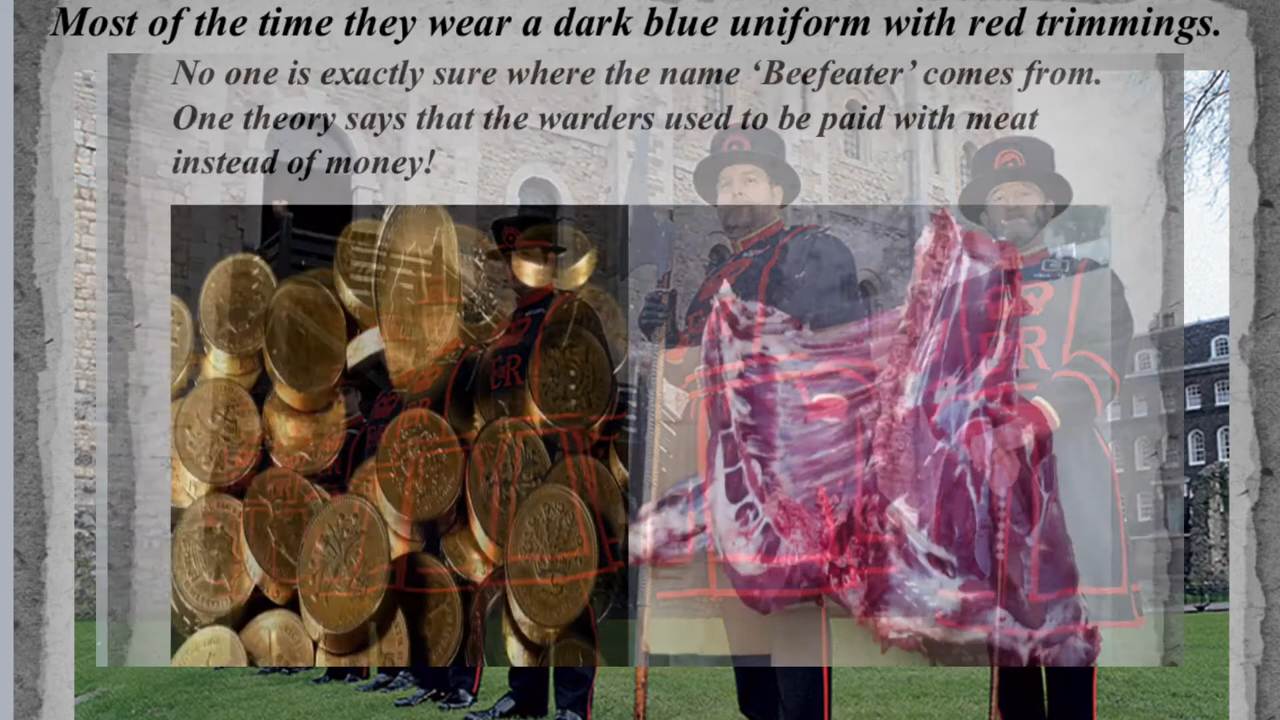 Most of the time they wear a dark blue uniform with red trimmings.
No one is exactly sure where the name ‘Beefeater’ comes from.
One theory says that the warders used to be paid with meat
instead of money!
ER
ER